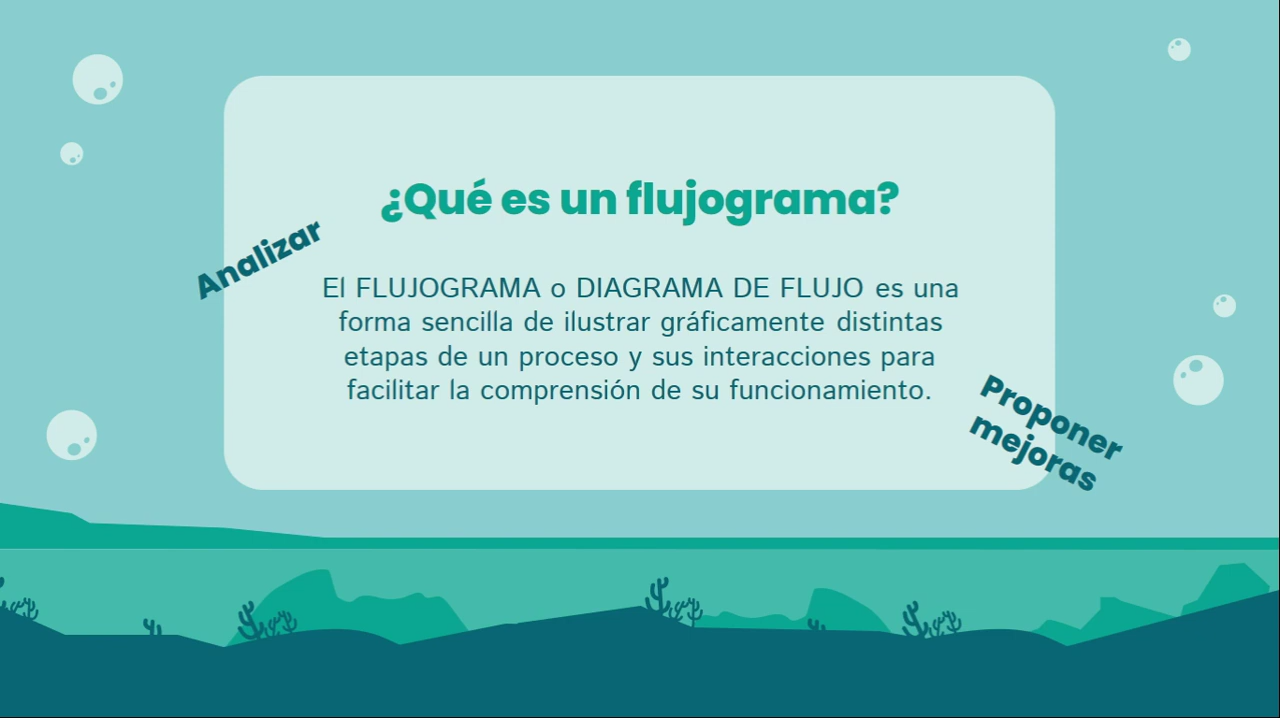 ¿Qué es un flujograma?
Analizar
El FLUJOGRAMA o DIAGRAMA DE FLUJO es una
forma sencilla de ilustrar gráficamente distintas
etapas de un proceso y sus interacciones para
facilitar la comprensión de su funcionamiento.
Proponer
mejoras